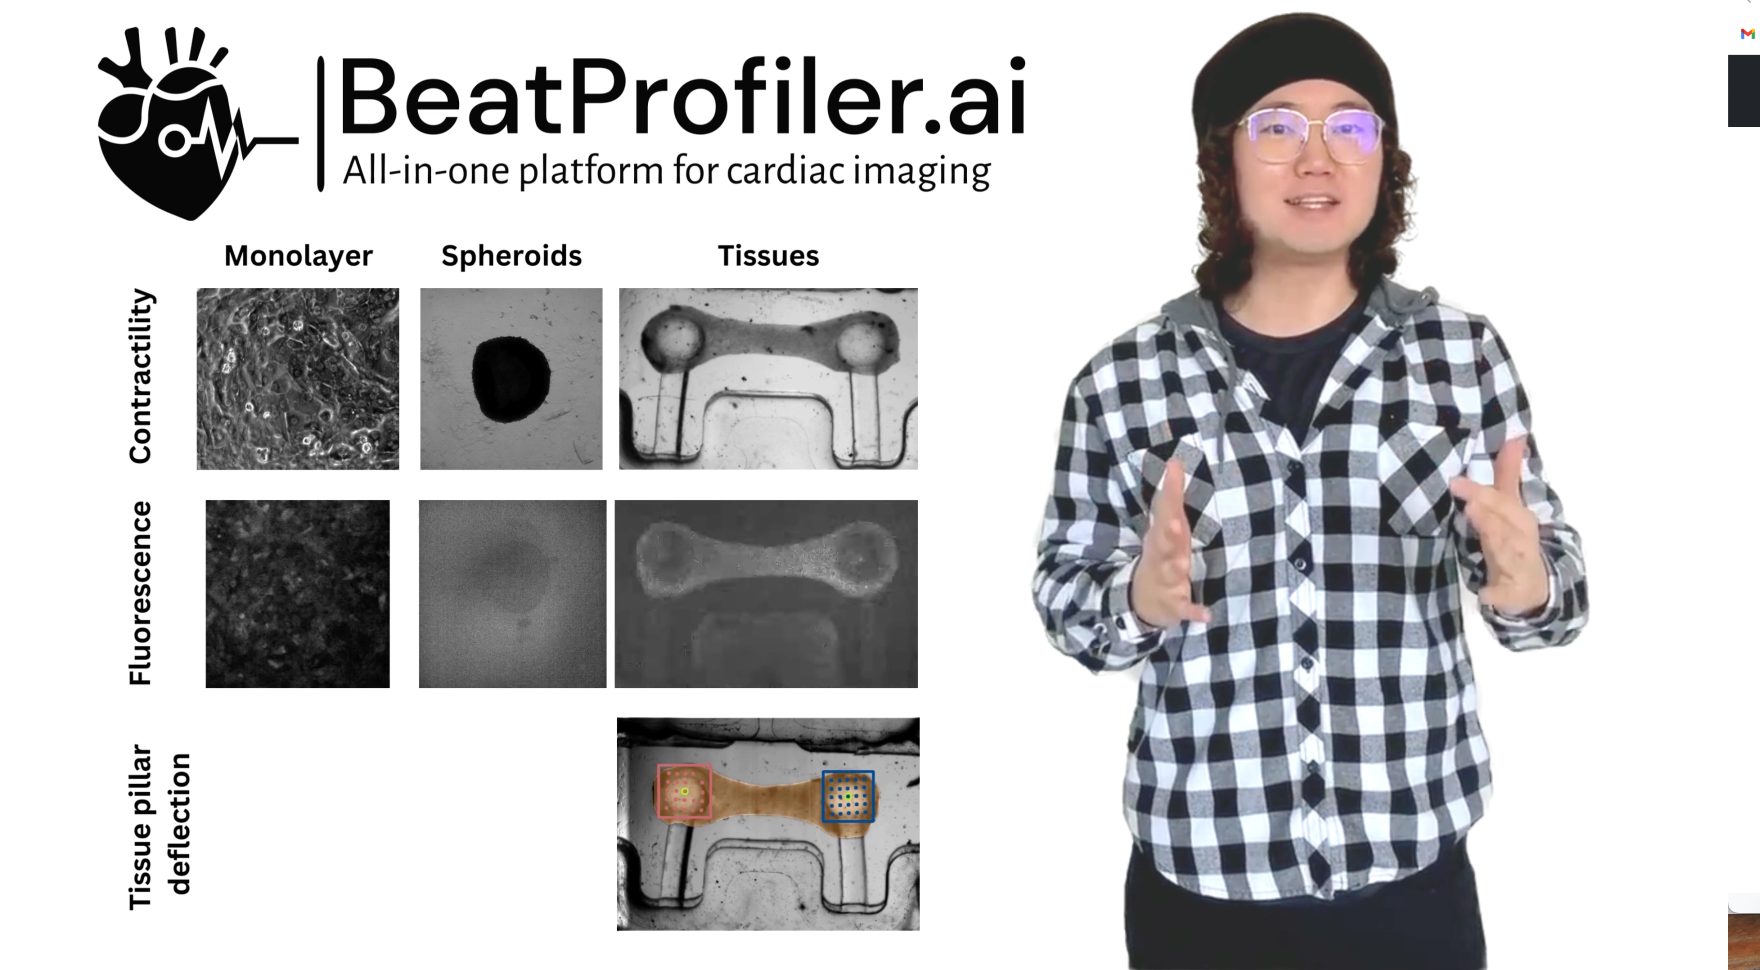 BeatProfiler.ai
All-in-one platform for cardiac imaging
Monolayer
Spheroids
Tissues
Contractility
Fluorescence
Tissue pillar
deflection